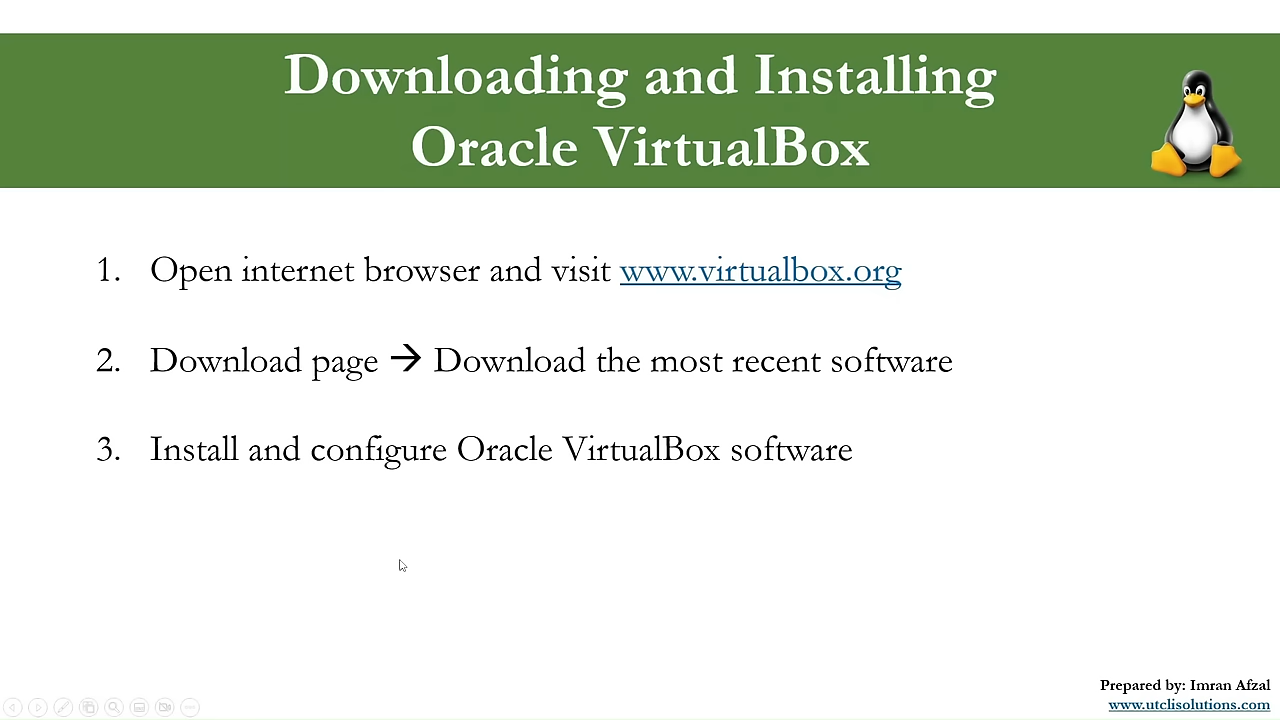 Downloading and Installing
Oracle VirtualBox
1. Open internet browser and visit www.virtualbox.org
2. Download page → Download the most recent software
3. Install and configure Oracle VirtualBox software
Prepared by: Imran Afzal
www.utclisolutions.com